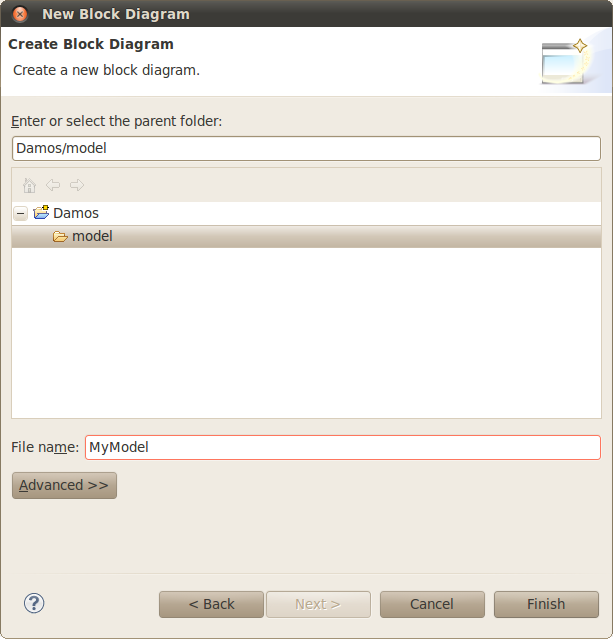 New Block Diagram
Create Block Diagram
Create a new block diagram.
Enter or select the parent folder:
Damos/model
Damos
model
File name: MyModel
Advanced >>
? < Back Next > Cancel Finish